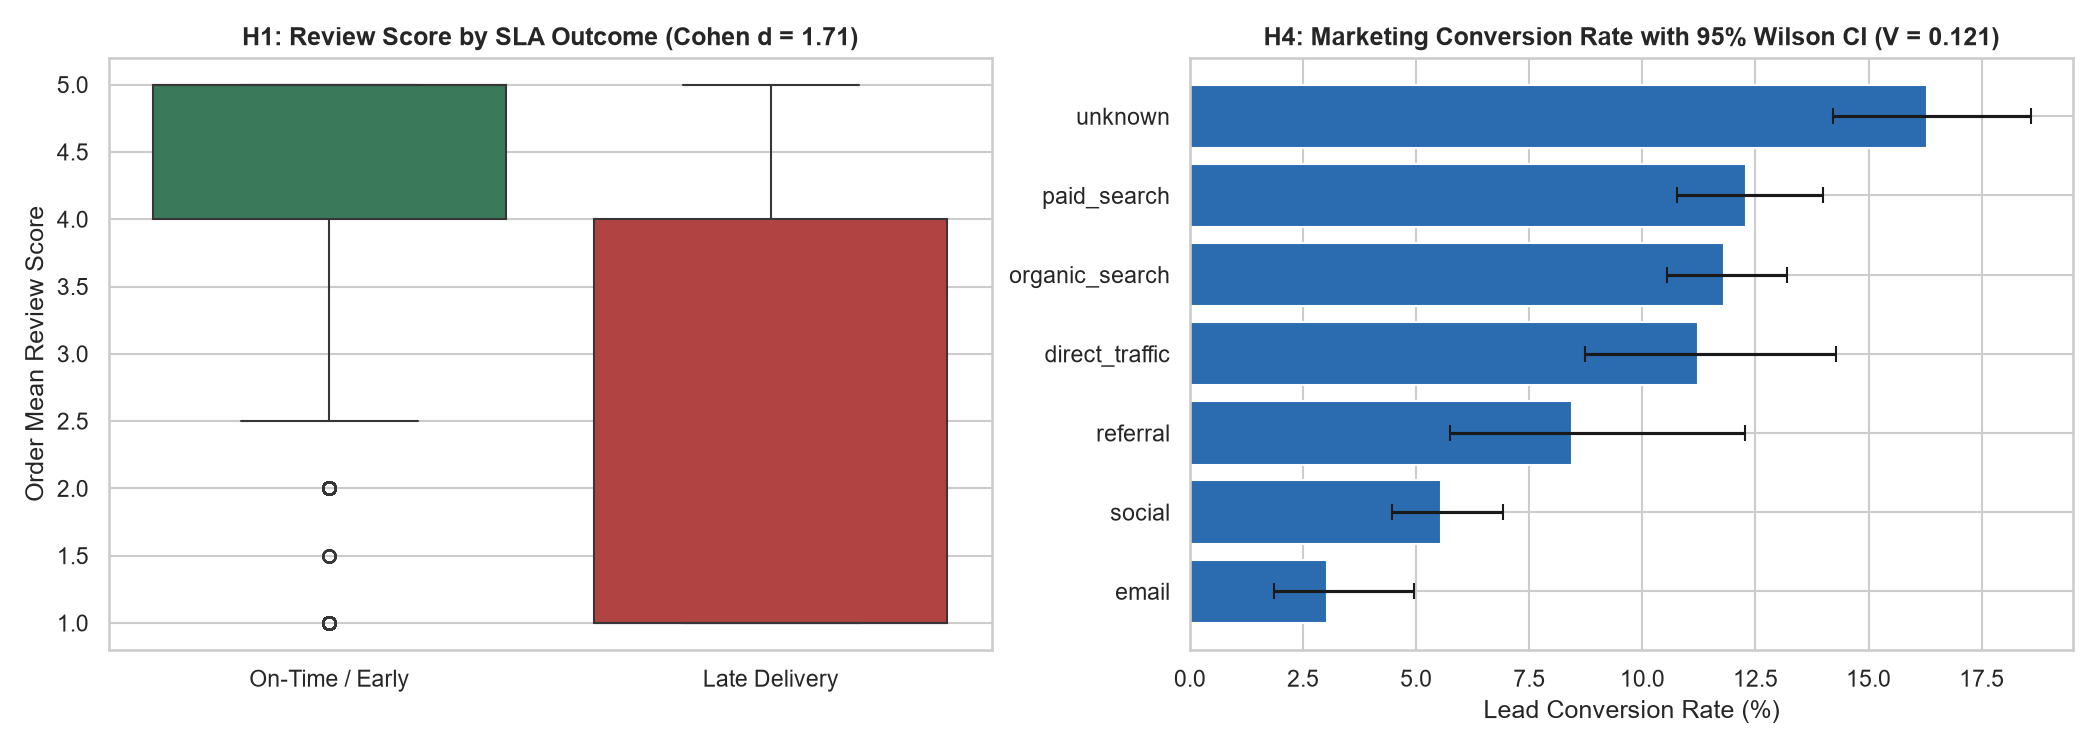 H1: Review Score by SLA Outcome (Cohen d = 1.71)
Order Mean Review Score
5.0
4.5
4.0
3.5
3.0
2.5
2.0
1.5
1.0
On-Time / Early
Late Delivery
H4: Marketing Conversion Rate with 95% Wilson CI (V = 0.121)
unknown
paid_search
organic_search
direct_traffic
referral
social
email
0.0
2.5
5.0
7.5
10.0
12.5
15.0
17.5
Lead Conversion Rate (%)